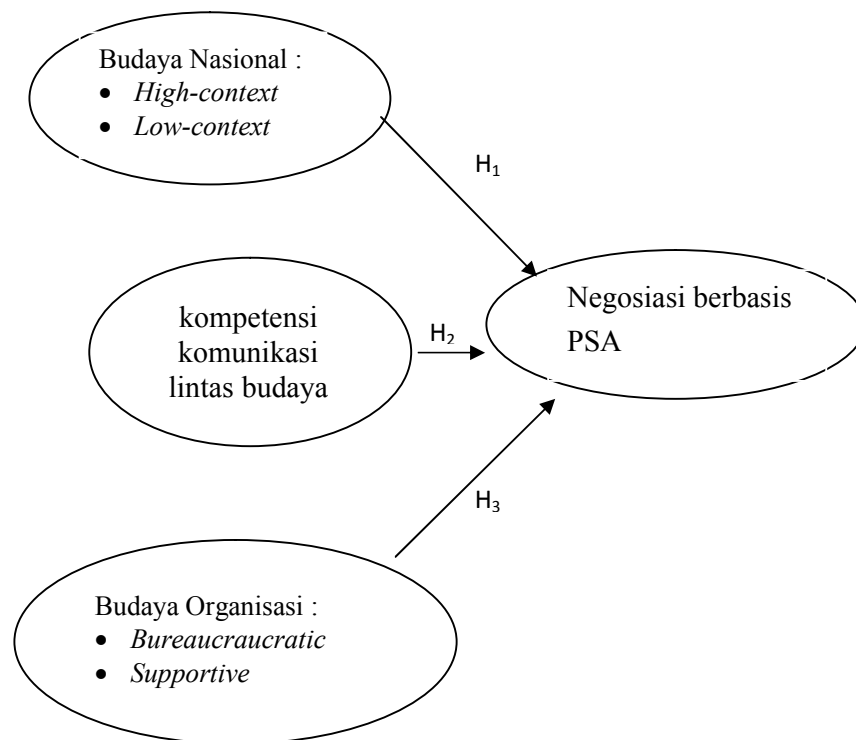 Budaya Nasional :
• High-context
• Low-context
H₁
Negosiasi berbasis
PSA
kompetensi
komunikasi
lintas budaya
H₂
H₃
Budaya Organisasi :
• Bureaucraucratic
• Supportive